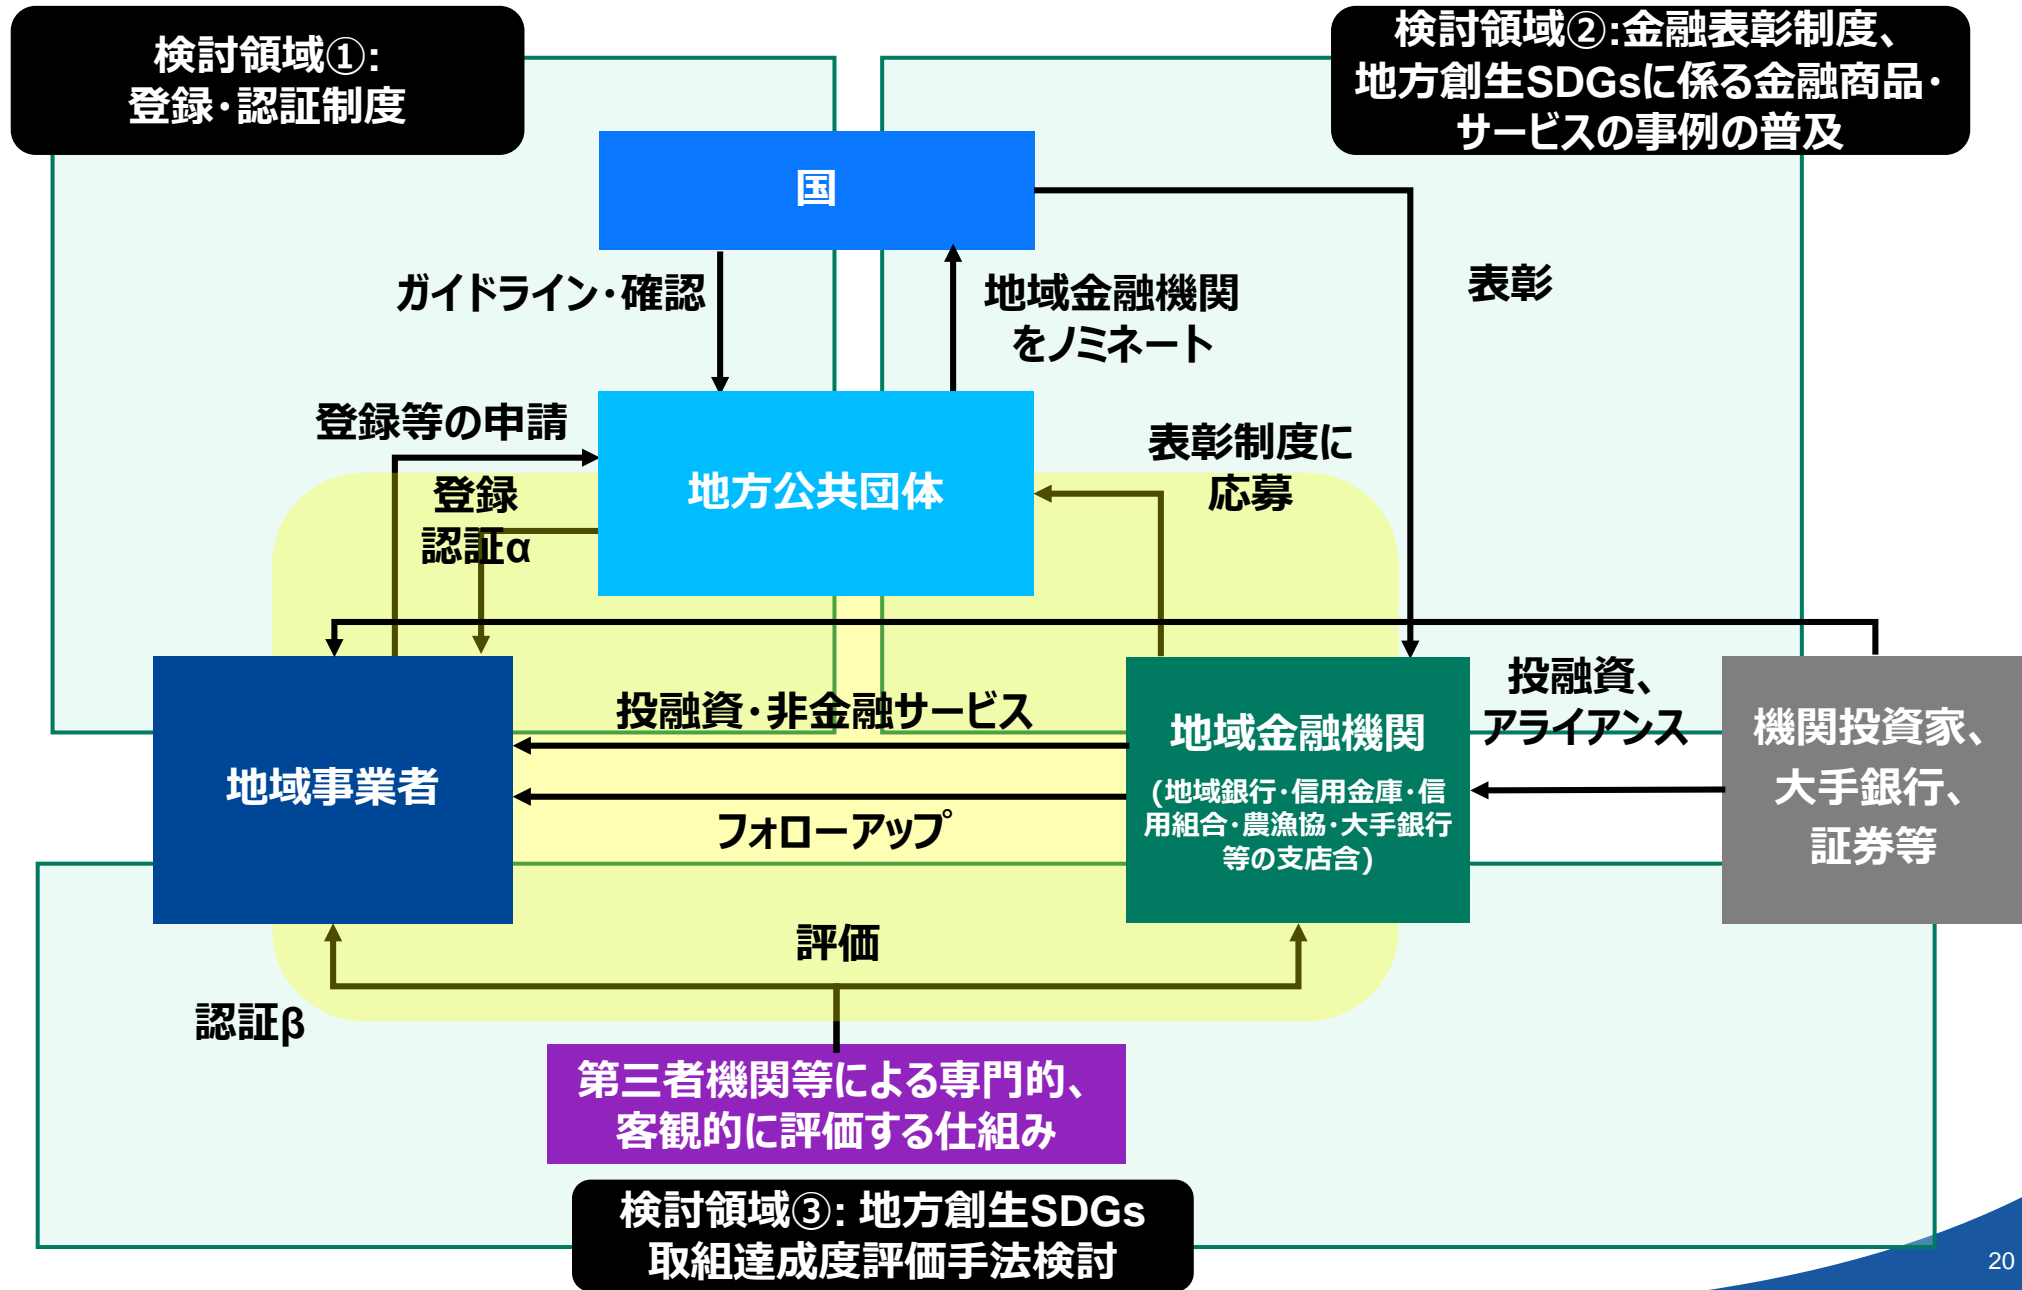 検討領域①:
登録・認証制度
検討領域②:金融表彰制度、
地方創生SDGsに係る金融商品・
サービスの事例の普及
国
ガイドライン・確認
地域金融機関
をノミネート
表彰
登録等の申請
登録
認証α
地方公共団体
表彰制度に
応募
地域事業者
投融資・非金融サービス
フォローアップ
地域金融機関
(地域銀行・信用金庫・信
用組合・農漁協・大手銀行
等の支店含)
投融資、
アライアンス
機関投資家、
大手銀行、
証券等
評価
認証β
第三者機関等による専門的、
客観的に評価する仕組み
検討領域③: 地方創生SDGs
取組達成度評価手法検討
20